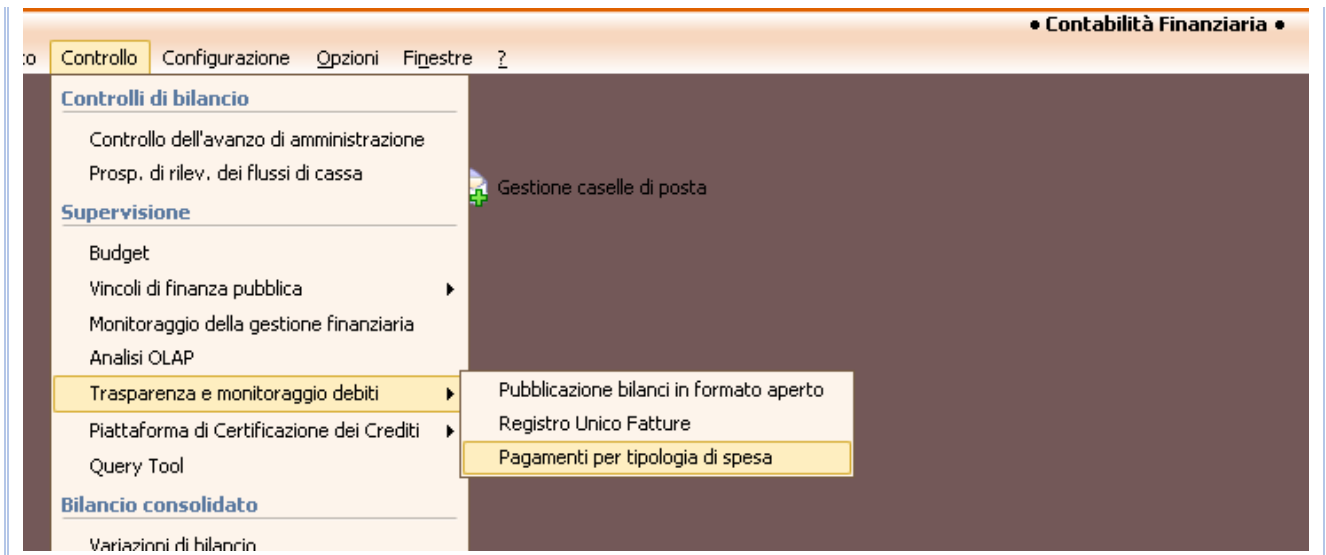 • Contabilità Finanziaria •
to Controllo Configurazione Opzioni Finestre ?
Controlli di bilancio
Controllo dell'avanzo di amministrazione
Prosp. di rilev. dei flussi di cassa
Gestione caselle di posta
Supervisione
Budget
Vincoli di finanza pubblica
Monitoraggio della gestione finanziaria
Analisi OLAP
Trasparenza e monitoraggio debiti
Pubblicazione bilanci in formato aperto
Registro Unico Fatture
Piattaforma di Certificazione dei Crediti
Pagamenti per tipologia di spesa
Query Tool
Bilancio consolidato
Variazioni di bilancio